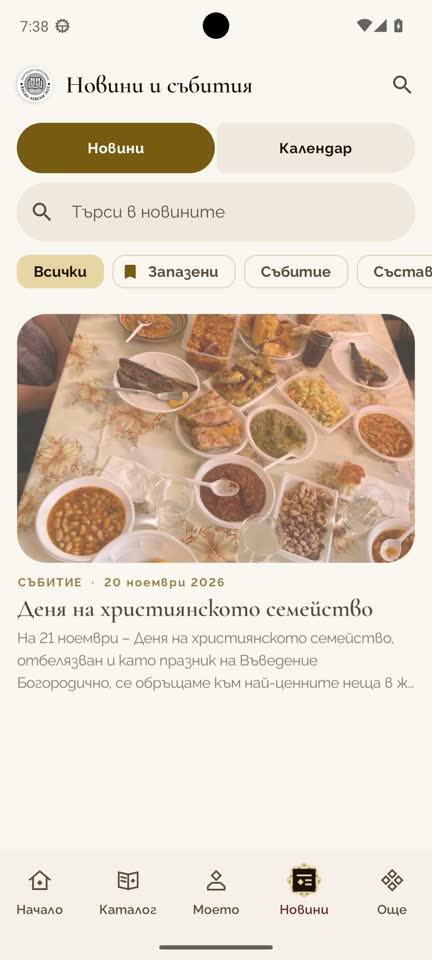 7:38
Новини и събития
Новини
Календар
Търси в новините
Всички
Запазени
Събитие
Състав
СЪБИТИЕ · 20 ноември 2026
Деня на християнското семейство
На 21 ноември – Деня на християнското семейство,
отбелязван и като празник на Въведение
Богородично, се обръщаме към най-ценните неща в ж…
Начало
Каталог
Моето
Новини
Още